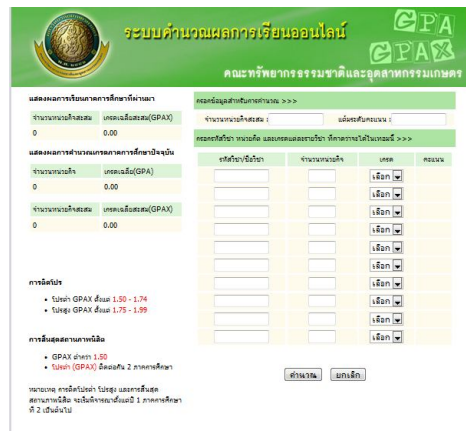 ระบบคำนวณผลการเรียนออนไลน์
GPA
GPAX
คณะทรัพยากรธรรมชาติและอุตสาหกรรมเกษตร
แสดงผลการเรียนภาคการศึกษาที่ผ่านมา
จำนวนหน่วยกิจสะสม เกรดเฉลี่ยสะสม(GPAX)
0 0.00
แสดงผลการคำนวณเกรดภาคการศึกษาปัจจุบัน
จำนวนหน่วยกิจ เกรดเฉลี่ย(GPA)
0 0.00
จำนวนหน่วยกิจสะสม เกรดเฉลี่ยสะสม(GPAX)
0 0.00
การติดโปร
• โปรต่ำ GPAX ตั้งแต่ 1.50 - 1.74
• โปรสูง GPAX ตั้งแต่ 1.75 - 1.99
การสิ้นสุดสถานภาพนิสิต
• GPAX ต่ำกว่า 1.50
• โปรต่ำ (GPAX) ติดต่อกัน 2 ภาคการศึกษา
หมายเหตุ การติดโปรต่ำ โปรสูง และการสิ้นสุด
สถานภาพนิสิต จะเริ่มพิจารณาตั้งแต่ปี 1 ภาคการศึกษา
ที่ 2 เป็นต้นไป
กรอกข้อมูลสำหรับการคำนวณ >>>
จำนวนหน่วยกิจสะสม : แต้มระดับคะแนน :
กรอกรหัสวิชา หน่วยกิต และเกรดแต่ละรายวิชา ที่คาดว่าจะได้ในเทอมนี้ >>>
รหัสวิชา/ชื่อวิชา จำนวนหน่วยกิจ เกรด คะแนน
เลือก
เลือก
เลือก
เลือก
เลือก
เลือก
เลือก
เลือก
เลือก
เลือก
คำนวณ ยกเลิก